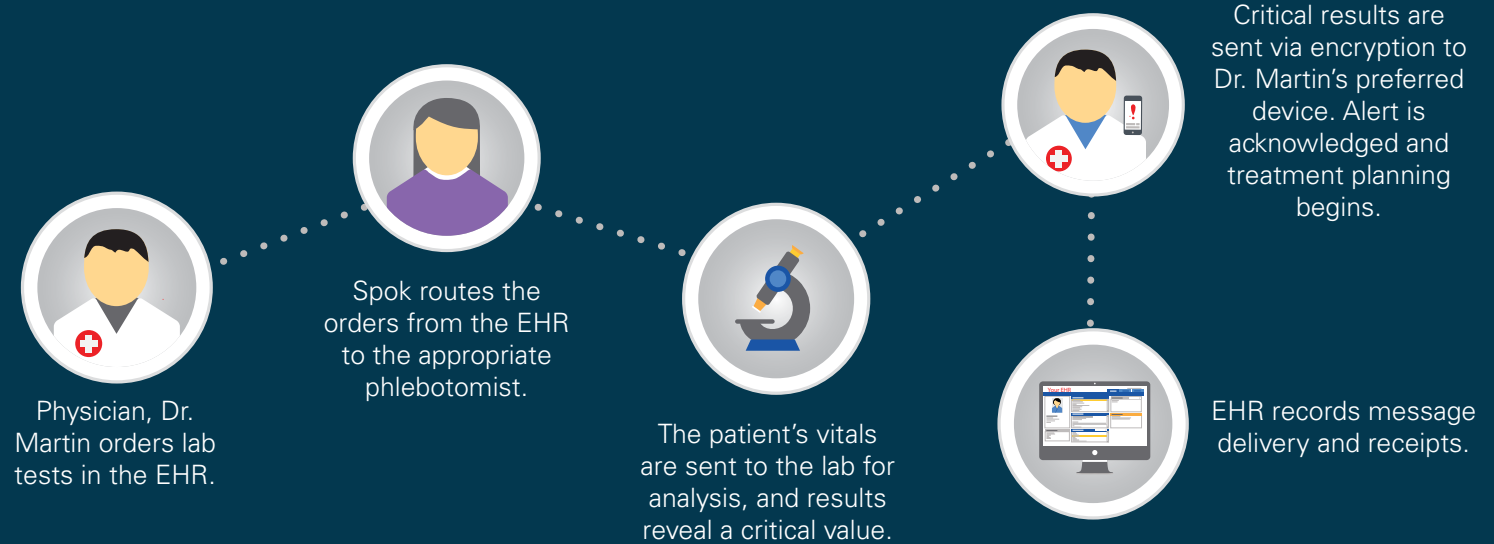 Physician, Dr.
Martin orders lab
tests in the EHR.
Spok routes the
orders from the EHR
to the appropriate
phlebotomist.
The patient's vitals
are sent to the lab for
analysis, and results
reveal a critical value.
Critical results are
sent via encryption to
Dr. Martin's preferred
device. Alert is
acknowledged and
treatment planning
begins.
Your EHR
EHR records message
delivery and receipts.